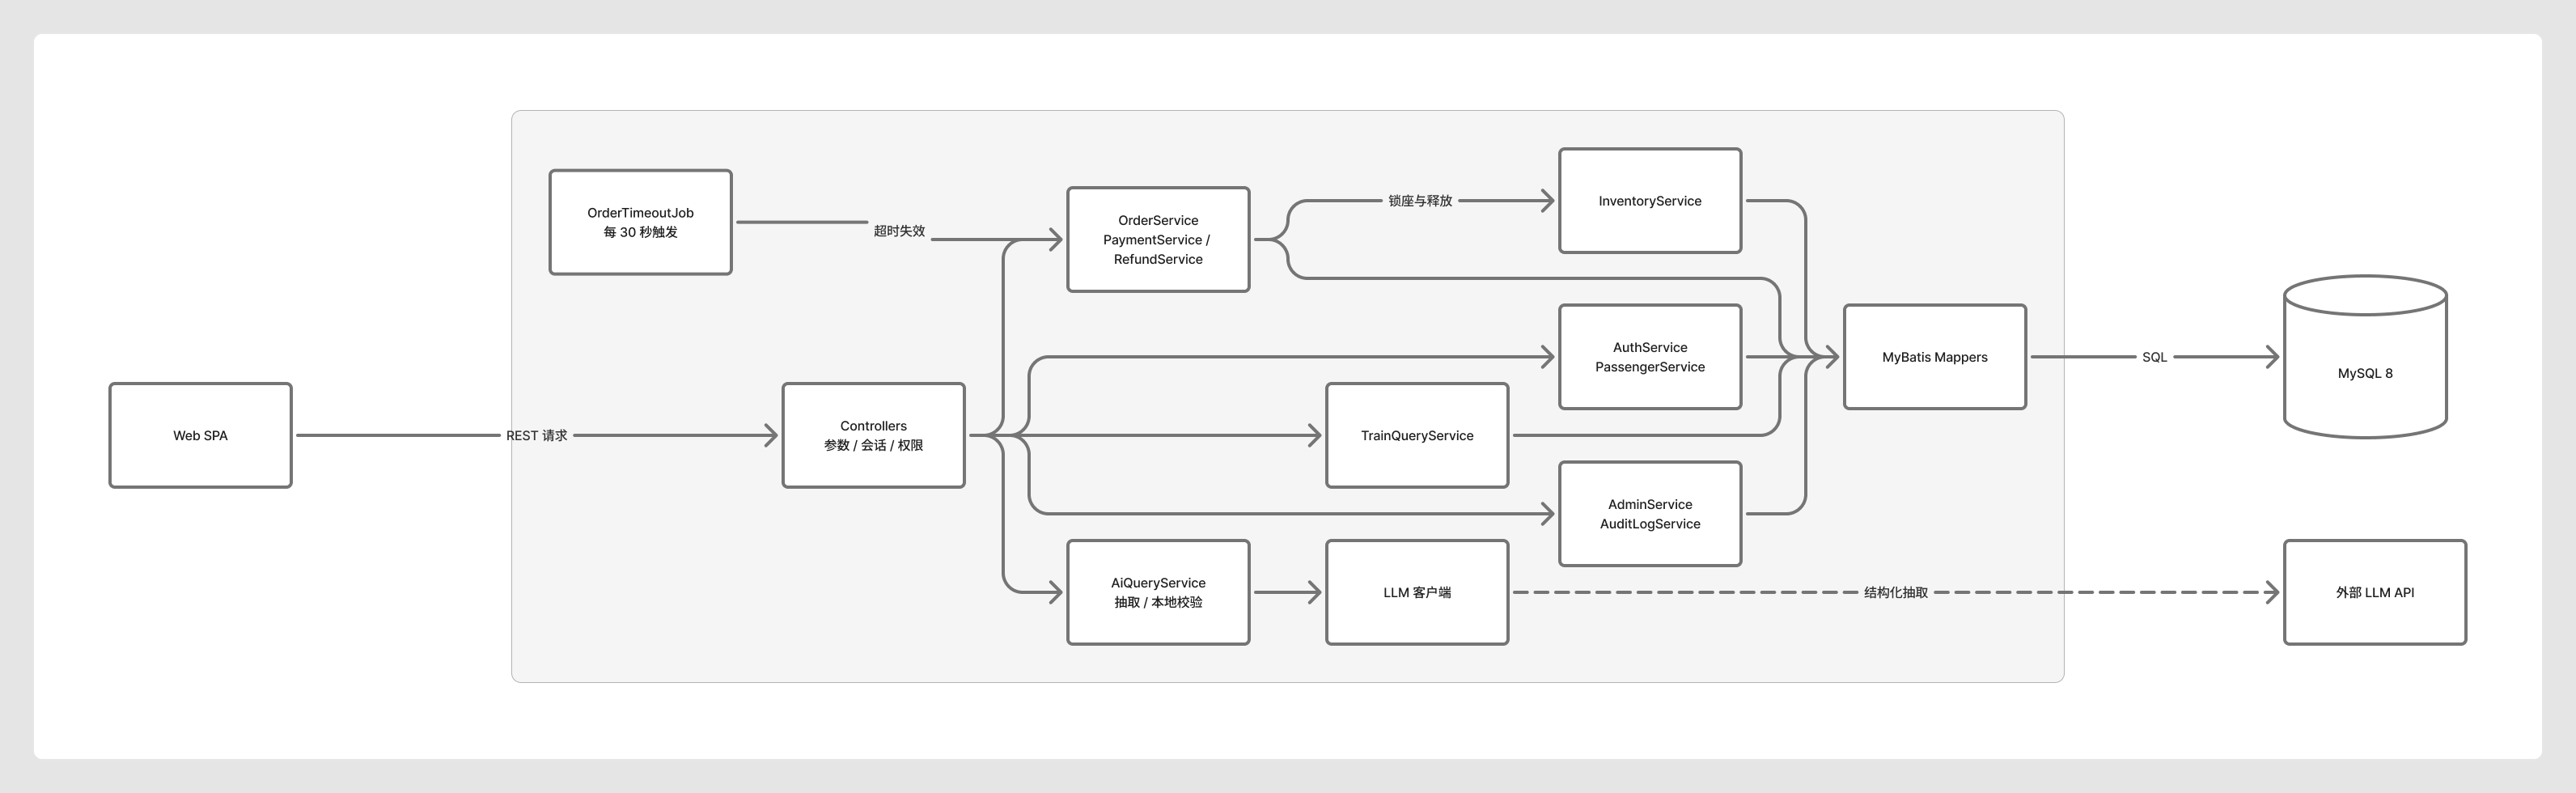 OrderTimeoutJob
每 30 秒触发
超时失效
OrderService
PaymentService /
RefundService
锁座与释放
InventoryService
AuthService
PassengerService
MyBatis Mappers
SQL
MySQL 8
Web SPA
REST 请求
Controllers
参数 / 会话 / 权限
TrainQueryService
AdminService
AuditLogService
AiQueryService
抽取 / 本地校验
LLM 客户端
结构化抽取
外部 LLM API